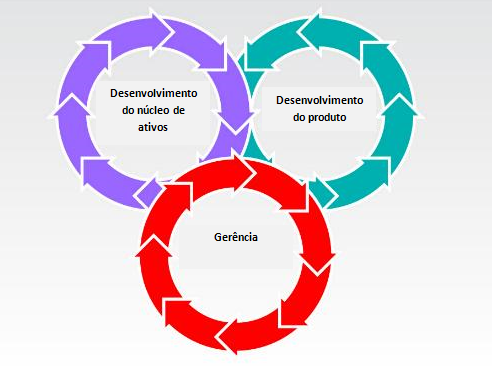 Desenvolvimento
do núcleo de
ativos
Desenvolvimento
do produto
Gerência